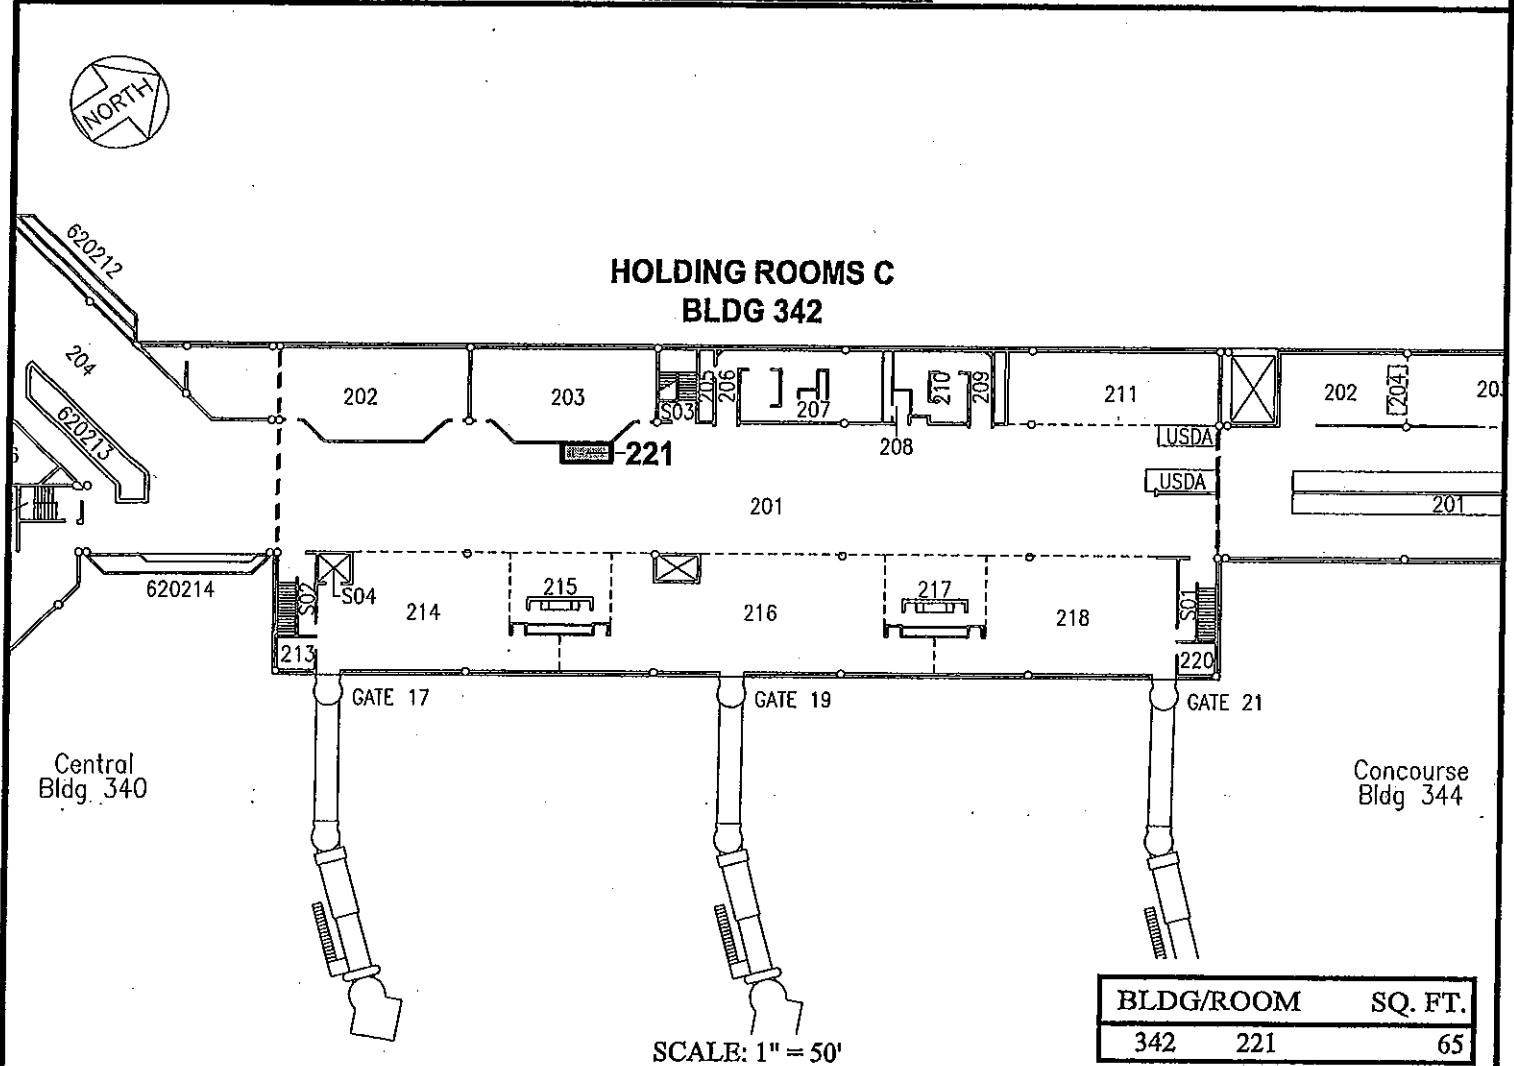 NORTH
620212
HOLDING ROOMS C
BLDG 342
204
620213
202
203
S03
205
206
207
208
210
209
211
202
204
USDA
221
USDA
201
201
620214
S02
S04
214
215
216
217
218
S01
213
220
GATE 17
GATE 19
GATE 21
Central
Bldg. 340
Concourse
Bldg 344
BLDG/ROOM SQ. FT.
342 221 65
SCALE: 1" = 50'